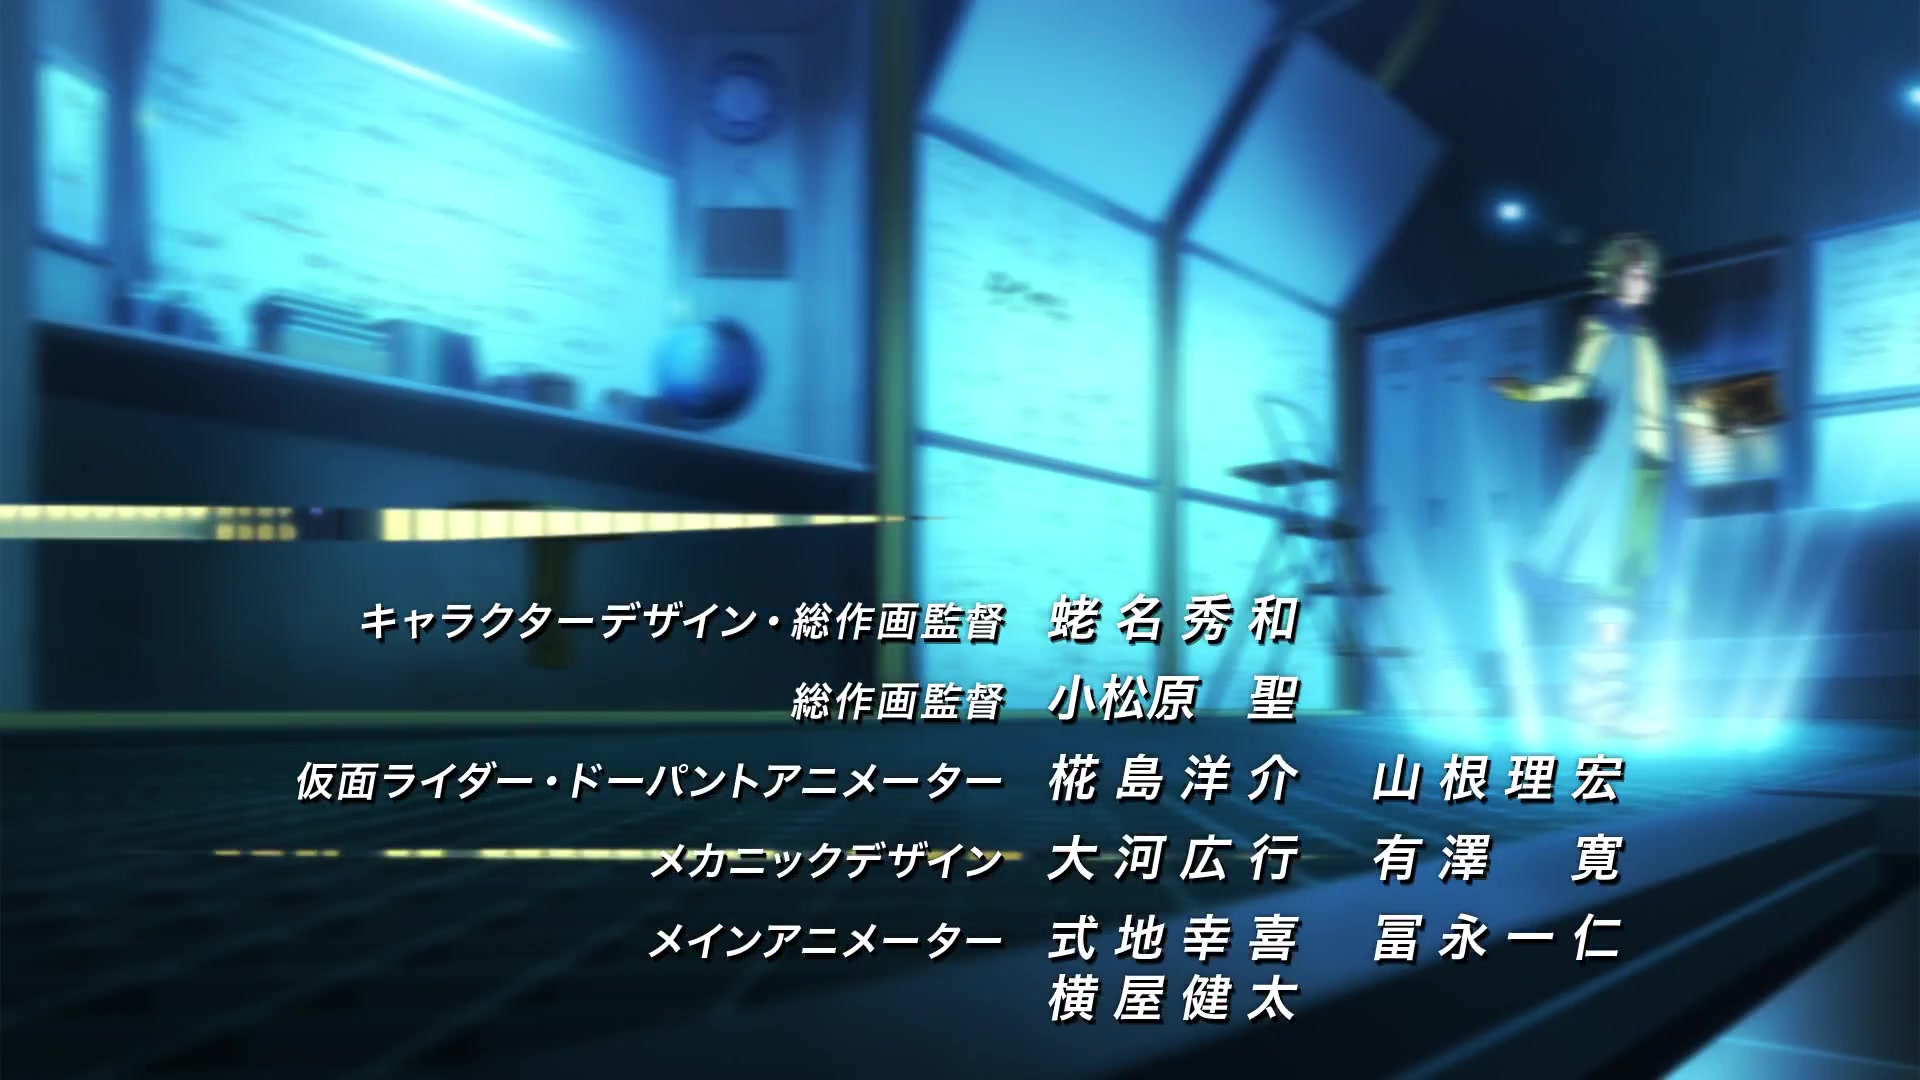 キャラクターデザイン・総作画監督 蛯名秀和
総作画監督 小松原 聖
仮面ライダー・ドーパントアニメーター 椛島洋介 山根理宏
メカニックデザイン 大河広行 有澤 寛
メインアニメーター 式地幸喜 冨永一仁
横屋健太